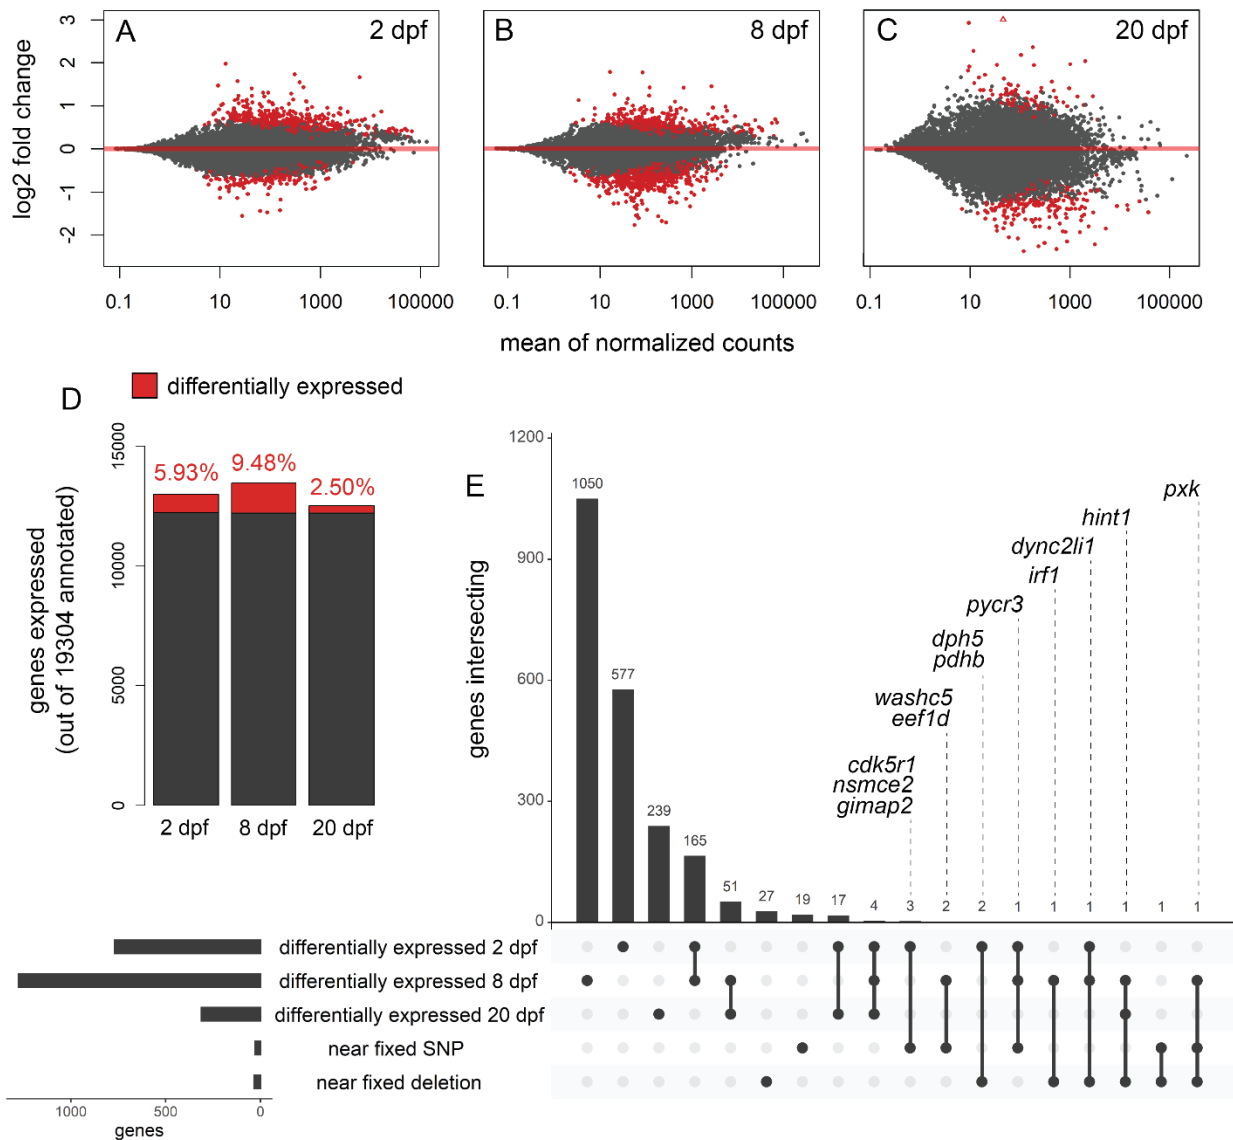 A
2 dpf
B
8 dpf
C
20 dpf
log2 fold change
3
2
1
0
-1
-2
0.1
10
1000
100000
0.1
10
1000
100000
0.1
10
1000
100000
mean of normalized counts
D
differentially expressed
genes expressed
(out of 19304 annotated)
15000
10000
5000
0
5.93%
9.48%
2.50%
2 dpf
8 dpf
20 dpf
E
genes intersecting
1200
900
600
300
0
1050
577
239
165
51
27
19
17
4
3
2
2
1
1
1
1
1
1
pxk
hint1
dync2li1
irf1
pycr3
dph5
pdhb
washc5
eef1d
cdk5r1
nsmce2
gimap2
differentially expressed 2 dpf
differentially expressed 8 dpf
differentially expressed 20 dpf
near fixed SNP
near fixed deletion
1000
500
0
genes